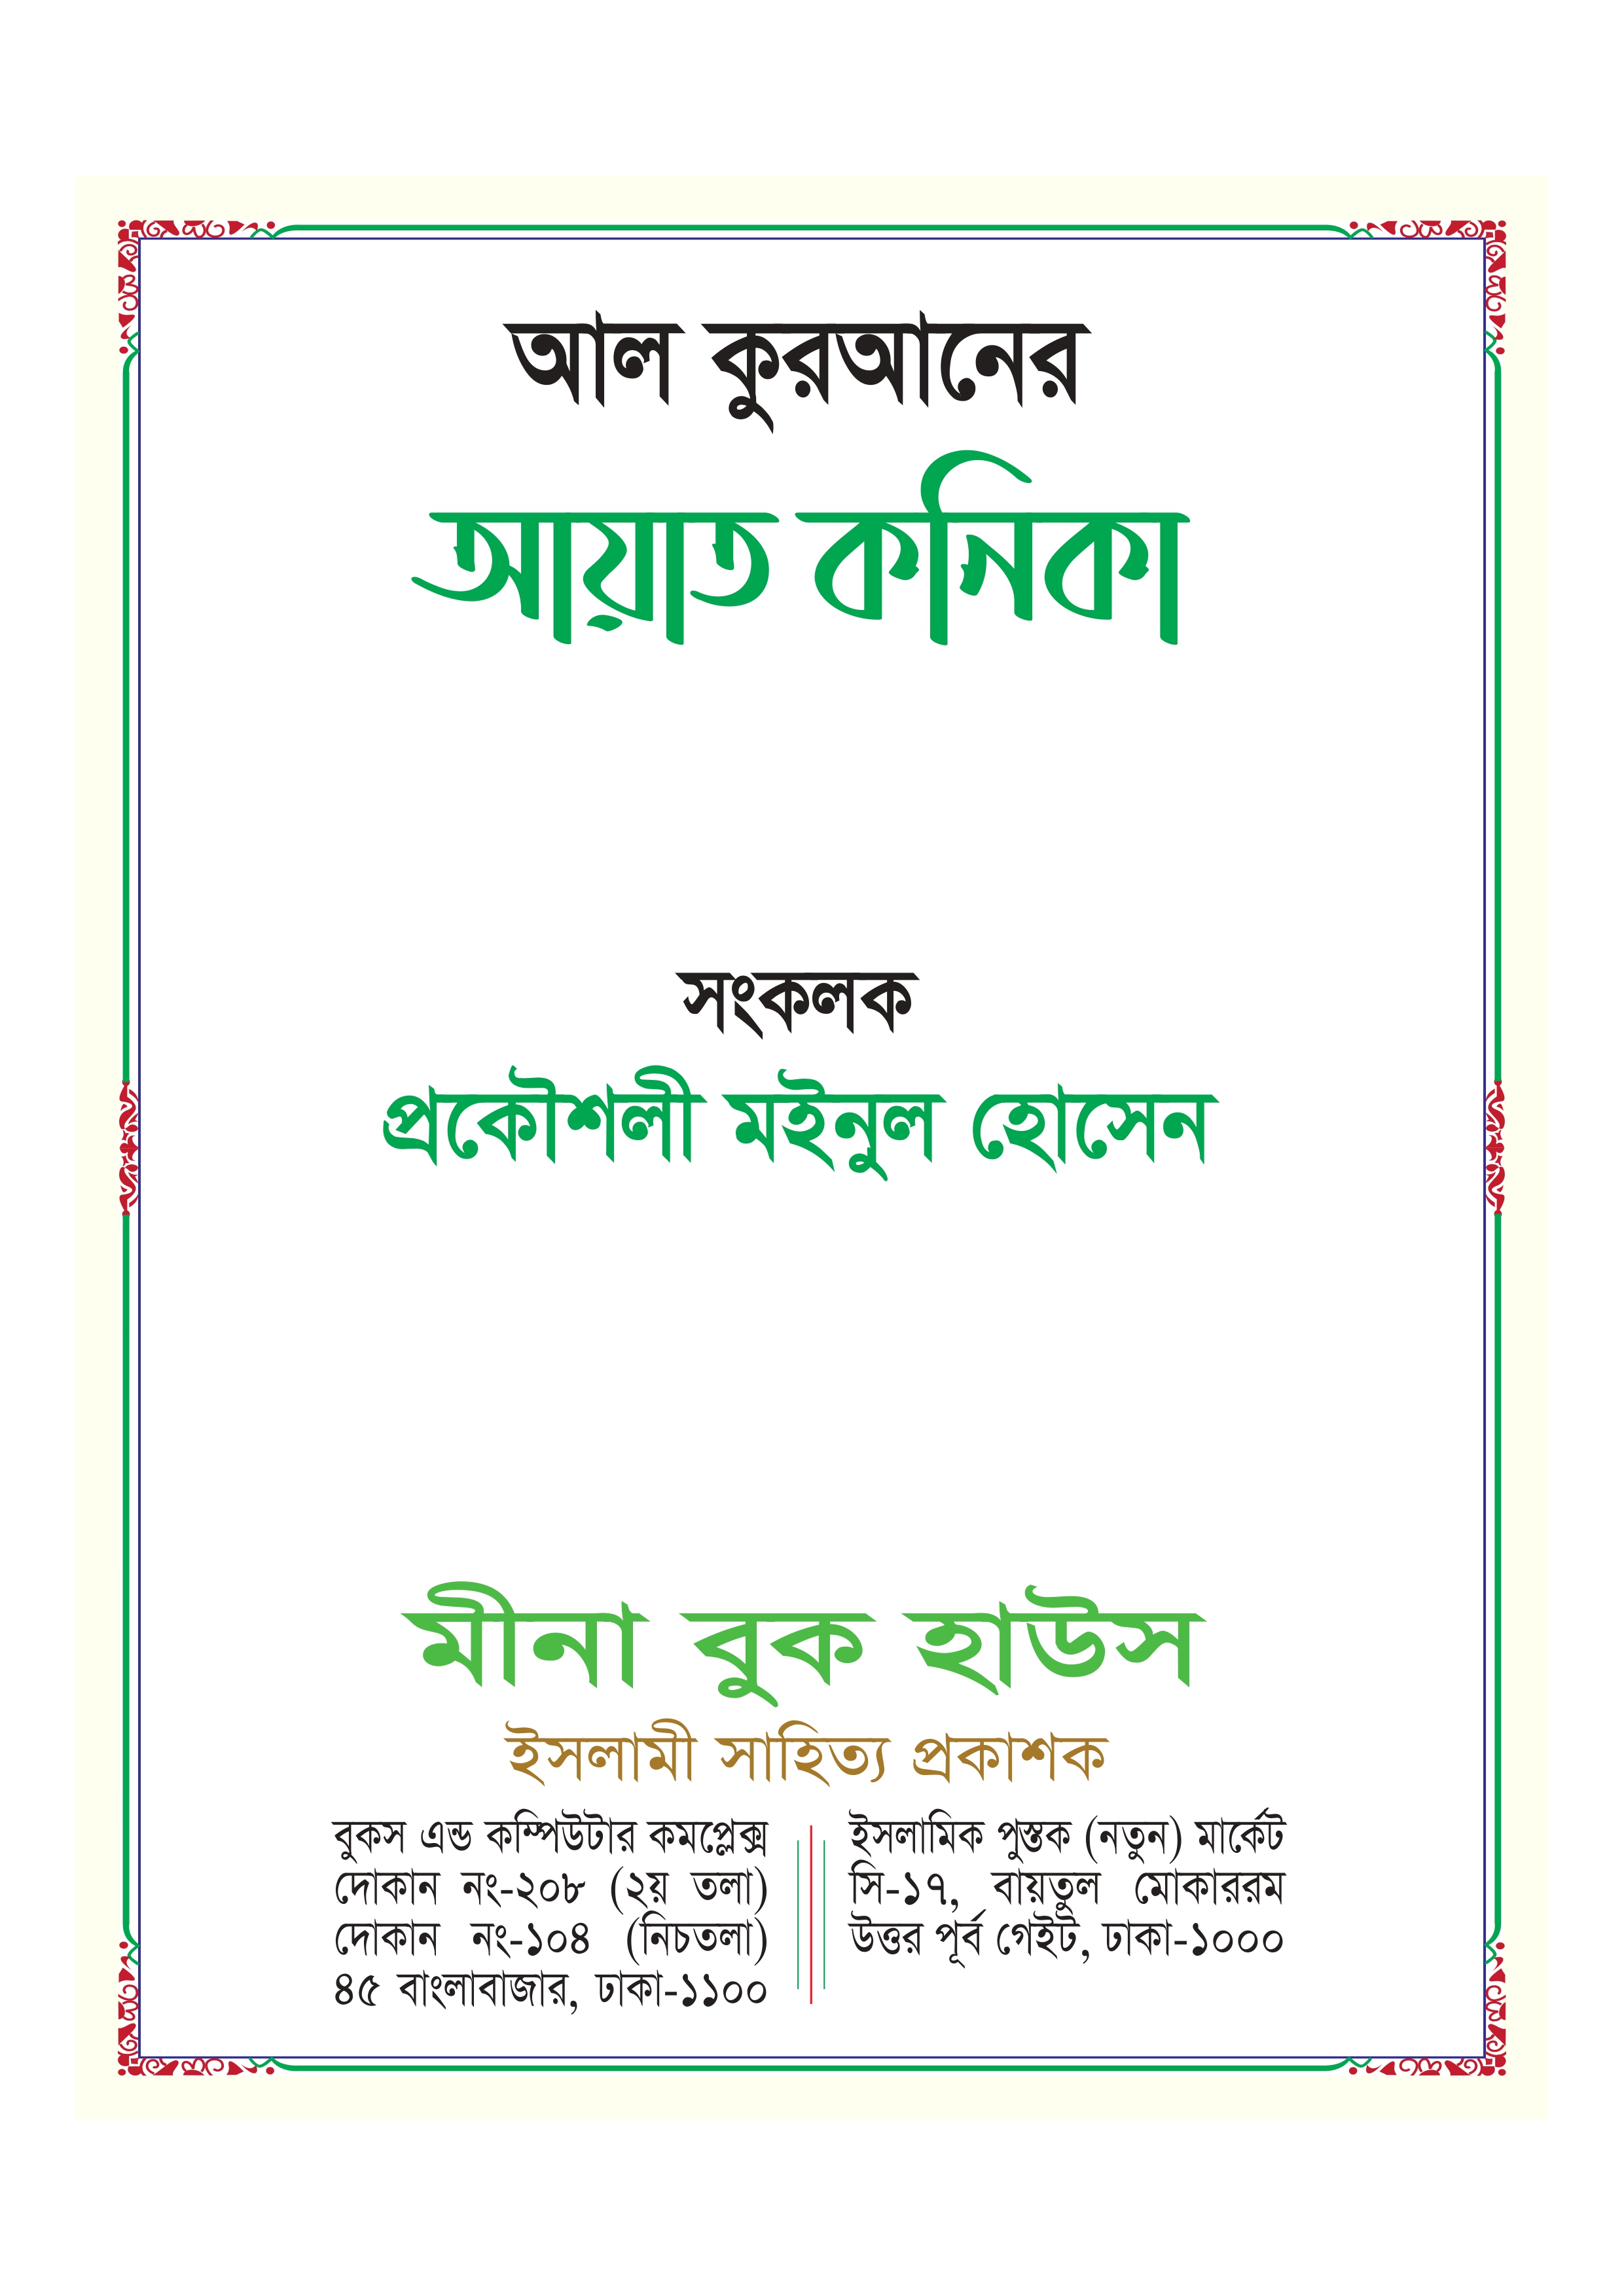 আল কুরআনের
আয়াত কনিকা
সংকলক
প্রকৌশলী মইনুল হোসেন
মীনা বুক হাউস
ইসলামী সাহিত্য প্রকাশক
বুকস এন্ড কম্পিউটার কমপ্লেক্স
দোকান নং-২০৮ (২য় তলা)
দোকান নং-১০৪ (নিচতলা)
৪৫ বাংলাবাজার, ঢাকা-১১০০
ইসলামিক পুস্তক (নতুন) মার্কেট
সি-১৭, বায়তুল মোকাররম
উত্তর পূর্ব গেইট, ঢাকা-১০০০